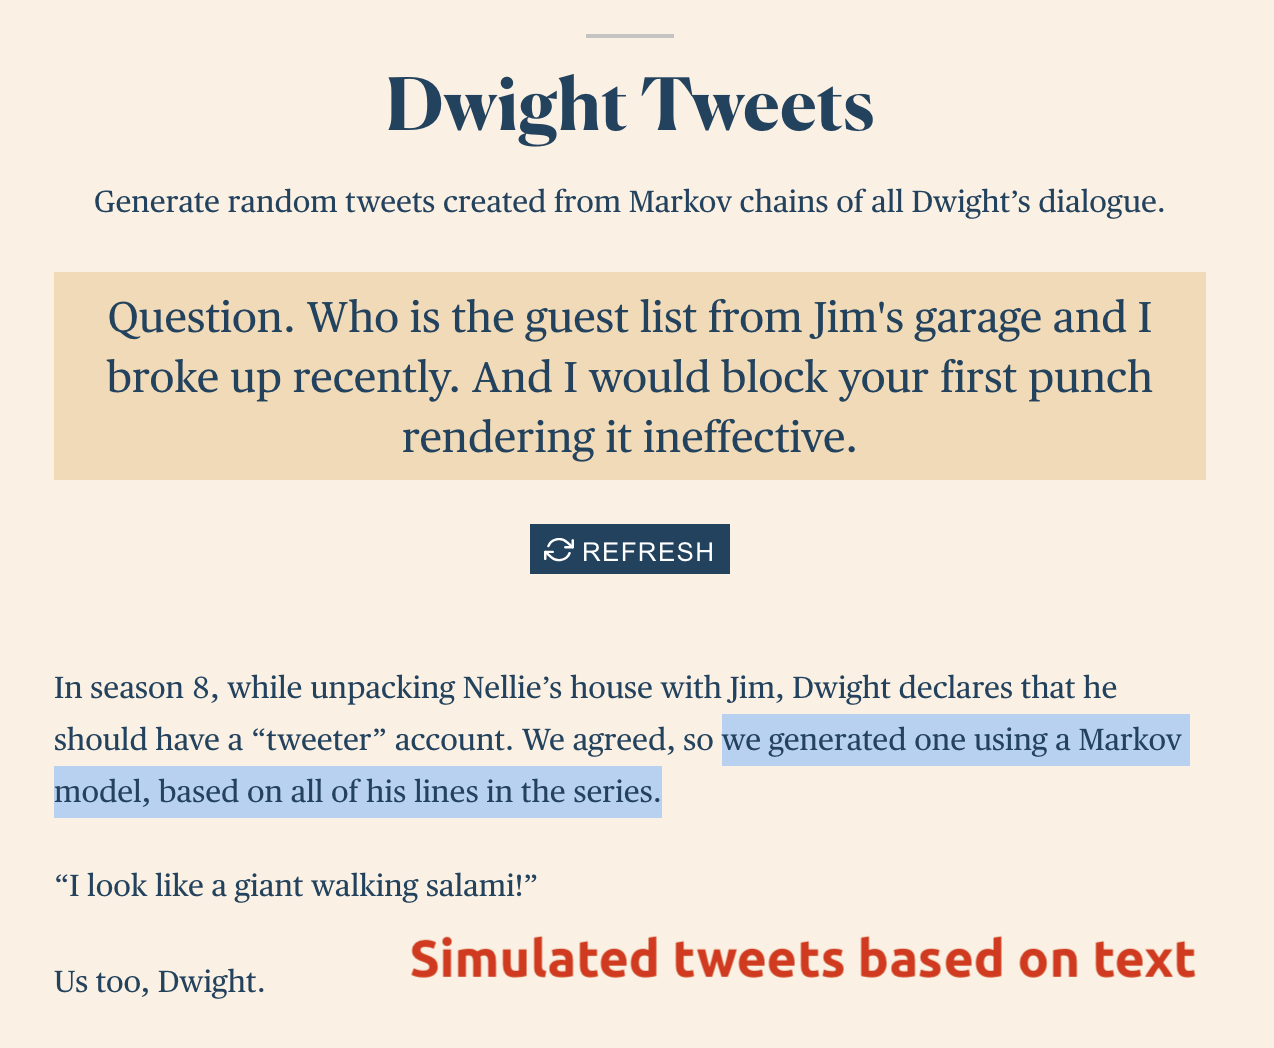 Dwight Tweets
Generate random tweets created from Markov chains of all Dwight’s dialogue.
Question. Who is the guest list from Jim's garage and I
broke up recently. And I would block your first punch
rendering it ineffective.
REFRESH
In season 8, while unpacking Nellie’s house with Jim, Dwight declares that he
should have a “tweeter” account. We agreed, so we generated one using a Markov
model, based on all of his lines in the series.
“I look like a giant walking salami!”
Us too, Dwight.
Simulated tweets based on text